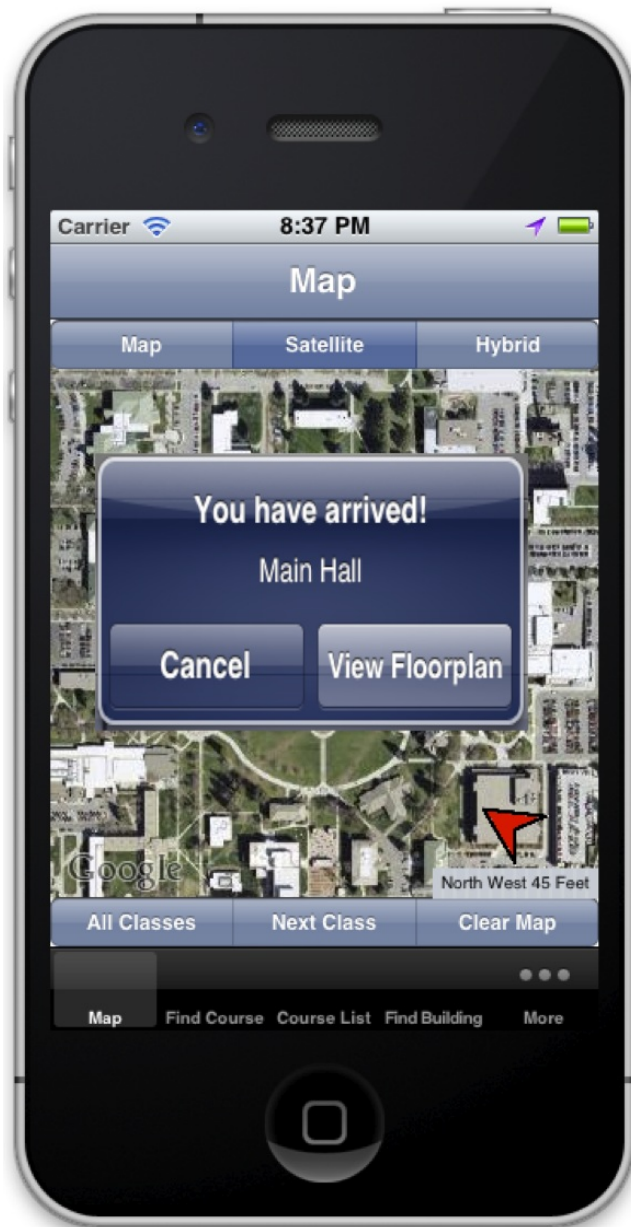 Carrier 8:37 PM
Map
Map Satellite Hybrid
You have arrived!
Main Hall
Cancel View Floorplan
Google
North West 45 Feet
All Classes Next Class Clear Map
Map Find Course Course List Find Building More